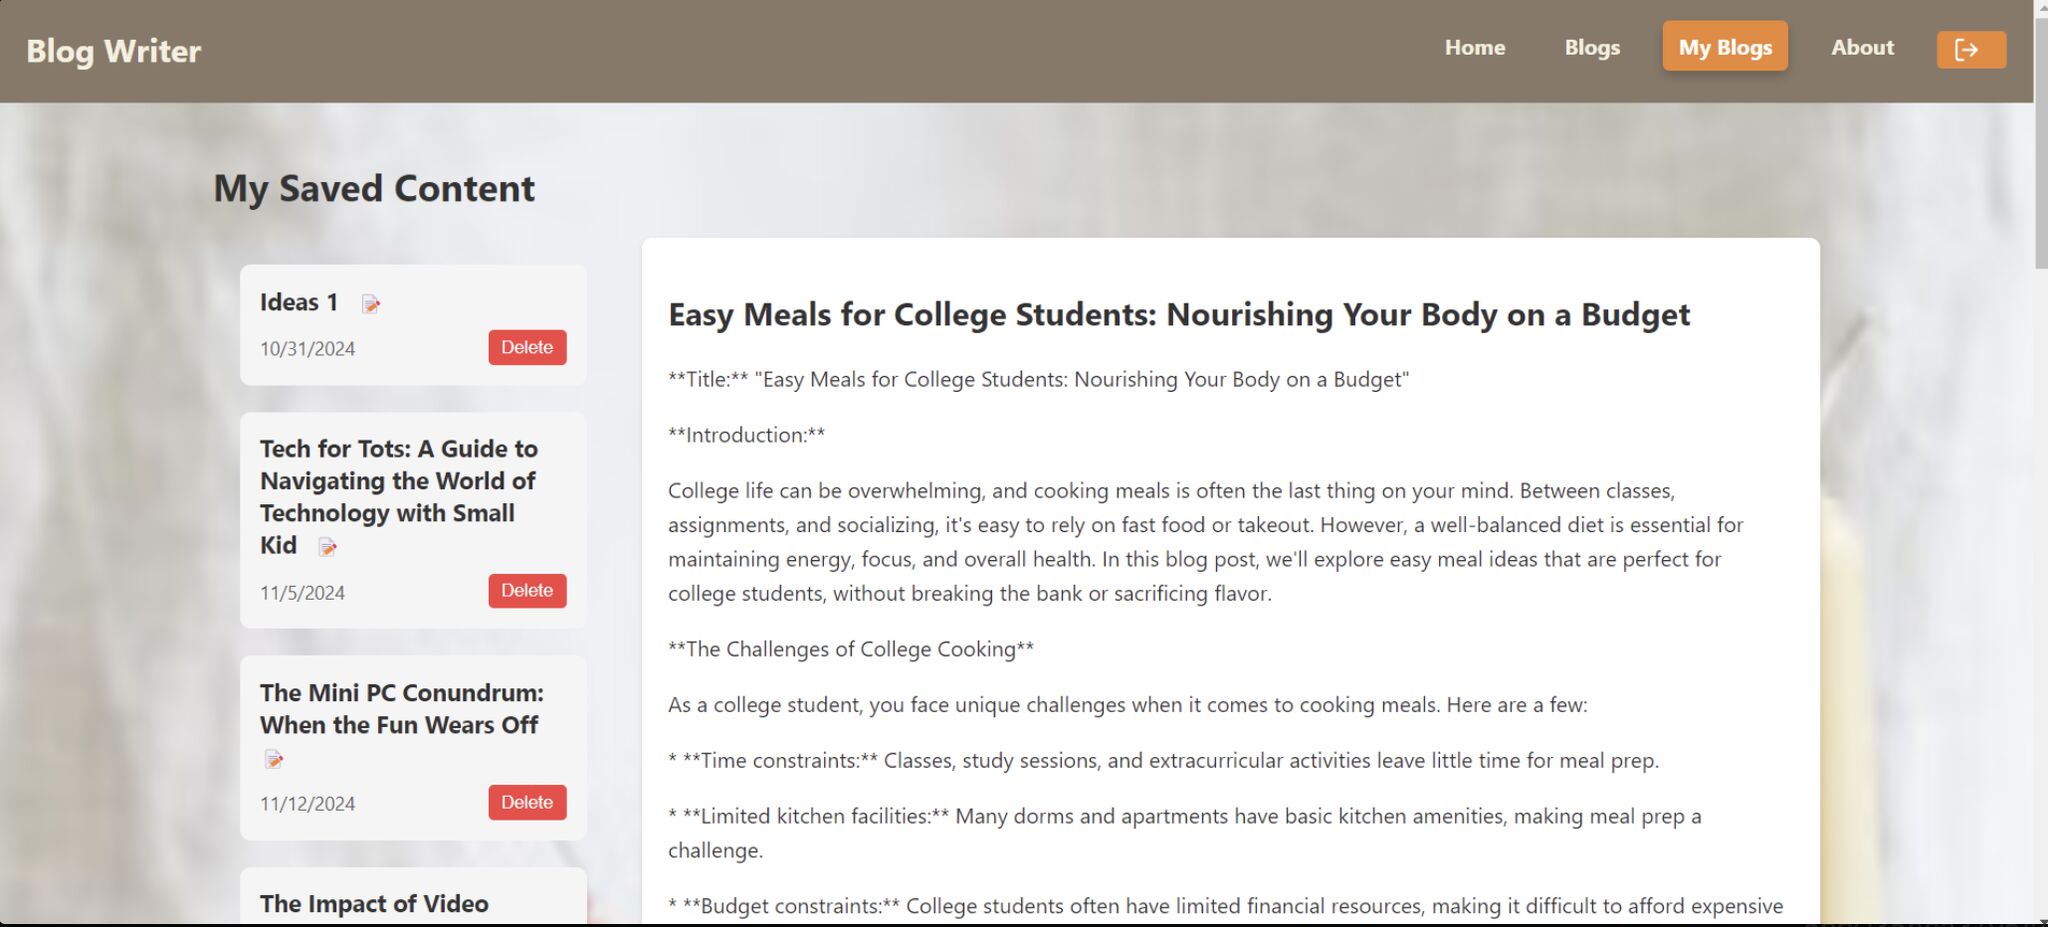 Blog Writer
Home Blogs My Blogs About
My Saved Content
Ideas 1
10/31/2024 Delete
Tech for Tots: A Guide to
Navigating the World of
Technology with Small
Kid
11/5/2024 Delete
The Mini PC Conundrum:
When the Fun Wears Off
11/12/2024 Delete
The Impact of Video
Easy Meals for College Students: Nourishing Your Body on a Budget
**Title:** "Easy Meals for College Students: Nourishing Your Body on a Budget"
**Introduction:**
College life can be overwhelming, and cooking meals is often the last thing on your mind. Between classes,
assignments, and socializing, it's easy to rely on fast food or takeout. However, a well-balanced diet is essential for
maintaining energy, focus, and overall health. In this blog post, we'll explore easy meal ideas that are perfect for
college students, without breaking the bank or sacrificing flavor.
**The Challenges of College Cooking**
As a college student, you face unique challenges when it comes to cooking meals. Here are a few:
* **Time constraints:** Classes, study sessions, and extracurricular activities leave little time for meal prep.
* **Limited kitchen facilities:** Many dorms and apartments have basic kitchen amenities, making meal prep a
challenge.
* **Budget constraints:** College students often have limited financial resources, making it difficult to afford expensive